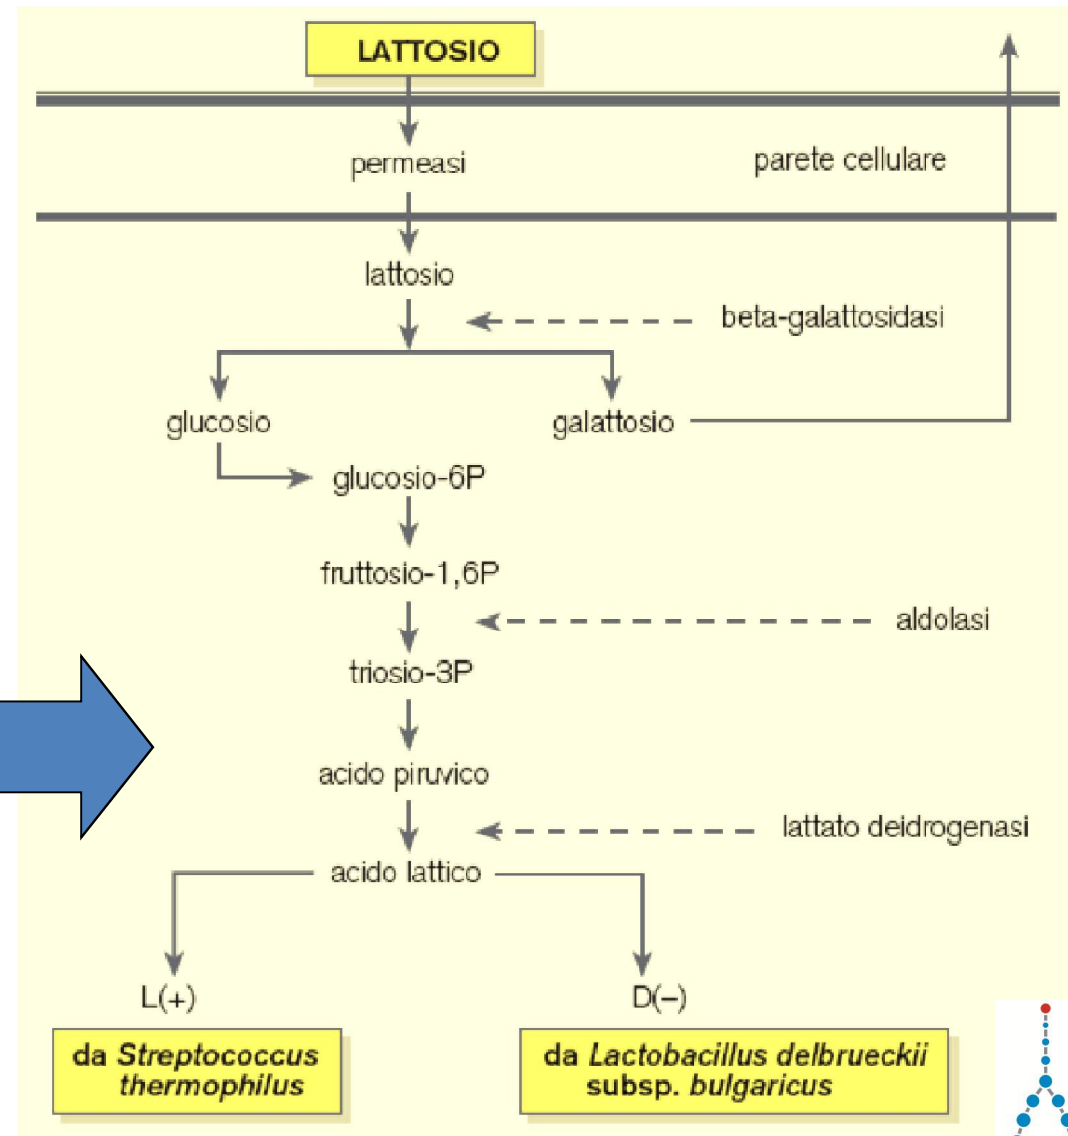 LATTOSIO
permeasi
parete cellulare
lattosio
beta-galattosidasi
glucosio
galattosio
glucosio-6P
fruttosio-1,6P
aldolasi
triosio-3P
acido piruvico
lattato deidrogenasi
acido lattico
L(+)
D(–)
da Streptococcus
thermophilus
da Lactobacillus delbrueckii
subsp. bulgaricus